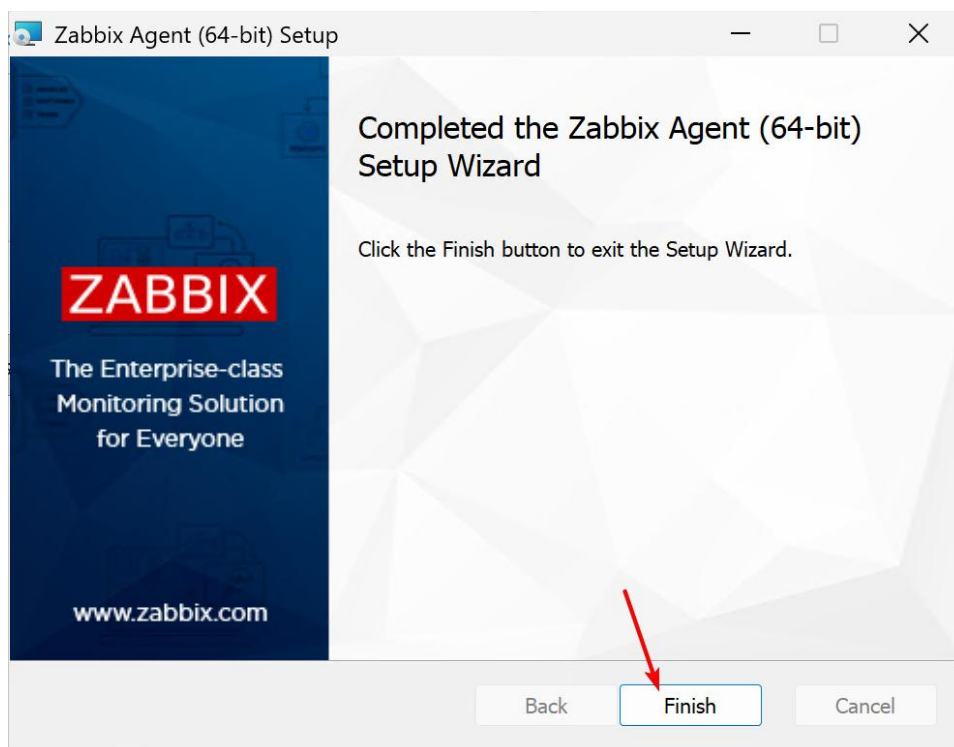 Zabbix Agent (64-bit) Setup
Completed the Zabbix Agent (64-bit)
Setup Wizard
Click the Finish button to exit the Setup Wizard.
ZABBIX
The Enterprise-class
Monitoring Solution
for Everyone
www.zabbix.com
Back
Finish
Cancel